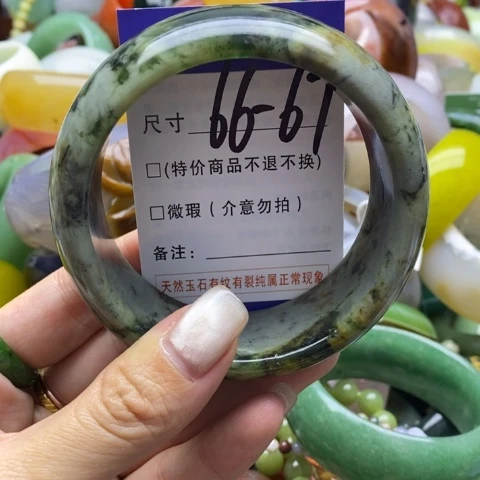 尺寸 66-67
□(特价商品不退不换)
□微瑕(介意勿拍)
备注:
天然玉石有纹有裂纯属正常现象